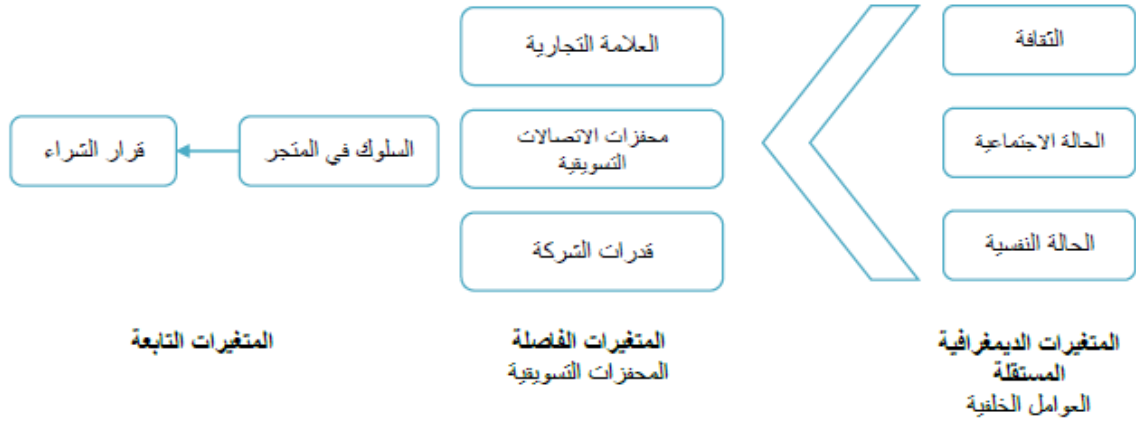 الثقافة
الحالة الاجتماعية
الحالة النفسية
المتغيرات الديمغرافية
المستقلة
العوامل الخلفية
العلامة التجارية
محفزات الاتصالات
التسويقية
قدرات الشركة
المتغيرات الفاصلة
المحفزات التسويقية
السلوك في المتجر
قرار الشراء
المتغيرات التابعة